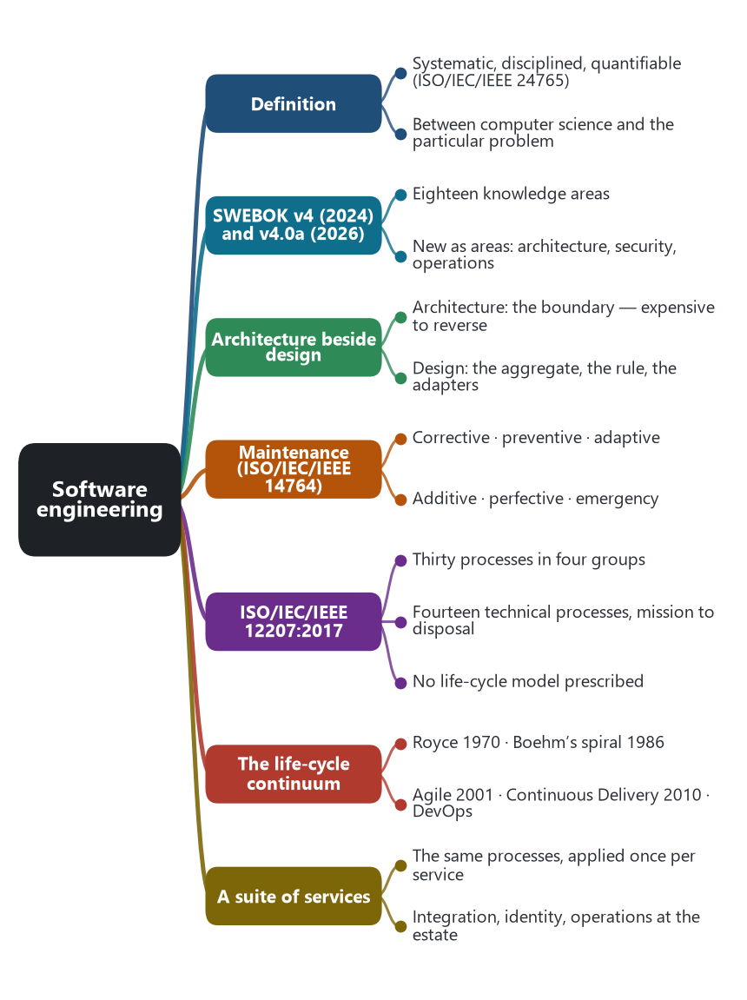 Software
engineering
Definition
Systematic, disciplined, quantifiable
(ISO/IEC/IEEE 24765)
Between computer science and the
particular problem
SWEBOK v4 (2024)
and v4.0a (2026)
Eighteen knowledge areas
New as areas: architecture, security,
operations
Architecture beside
design
Architecture: the boundary — expensive
to reverse
Design: the aggregate, the rule, the
adapters
Maintenance
(ISO/IEC/IEEE
14764)
Corrective · preventive · adaptive
Additive · perfective · emergency
ISO/IEC/IEEE
12207:2017
Thirty processes in four groups
Fourteen technical processes, mission to
disposal
No life-cycle model prescribed
The life-cycle
continuum
Royce 1970 · Boehm’s spiral 1986
Agile 2001 · Continuous Delivery 2010 ·
DevOps
A suite of services
The same processes, applied once per
service
Integration, identity, operations at the
estate